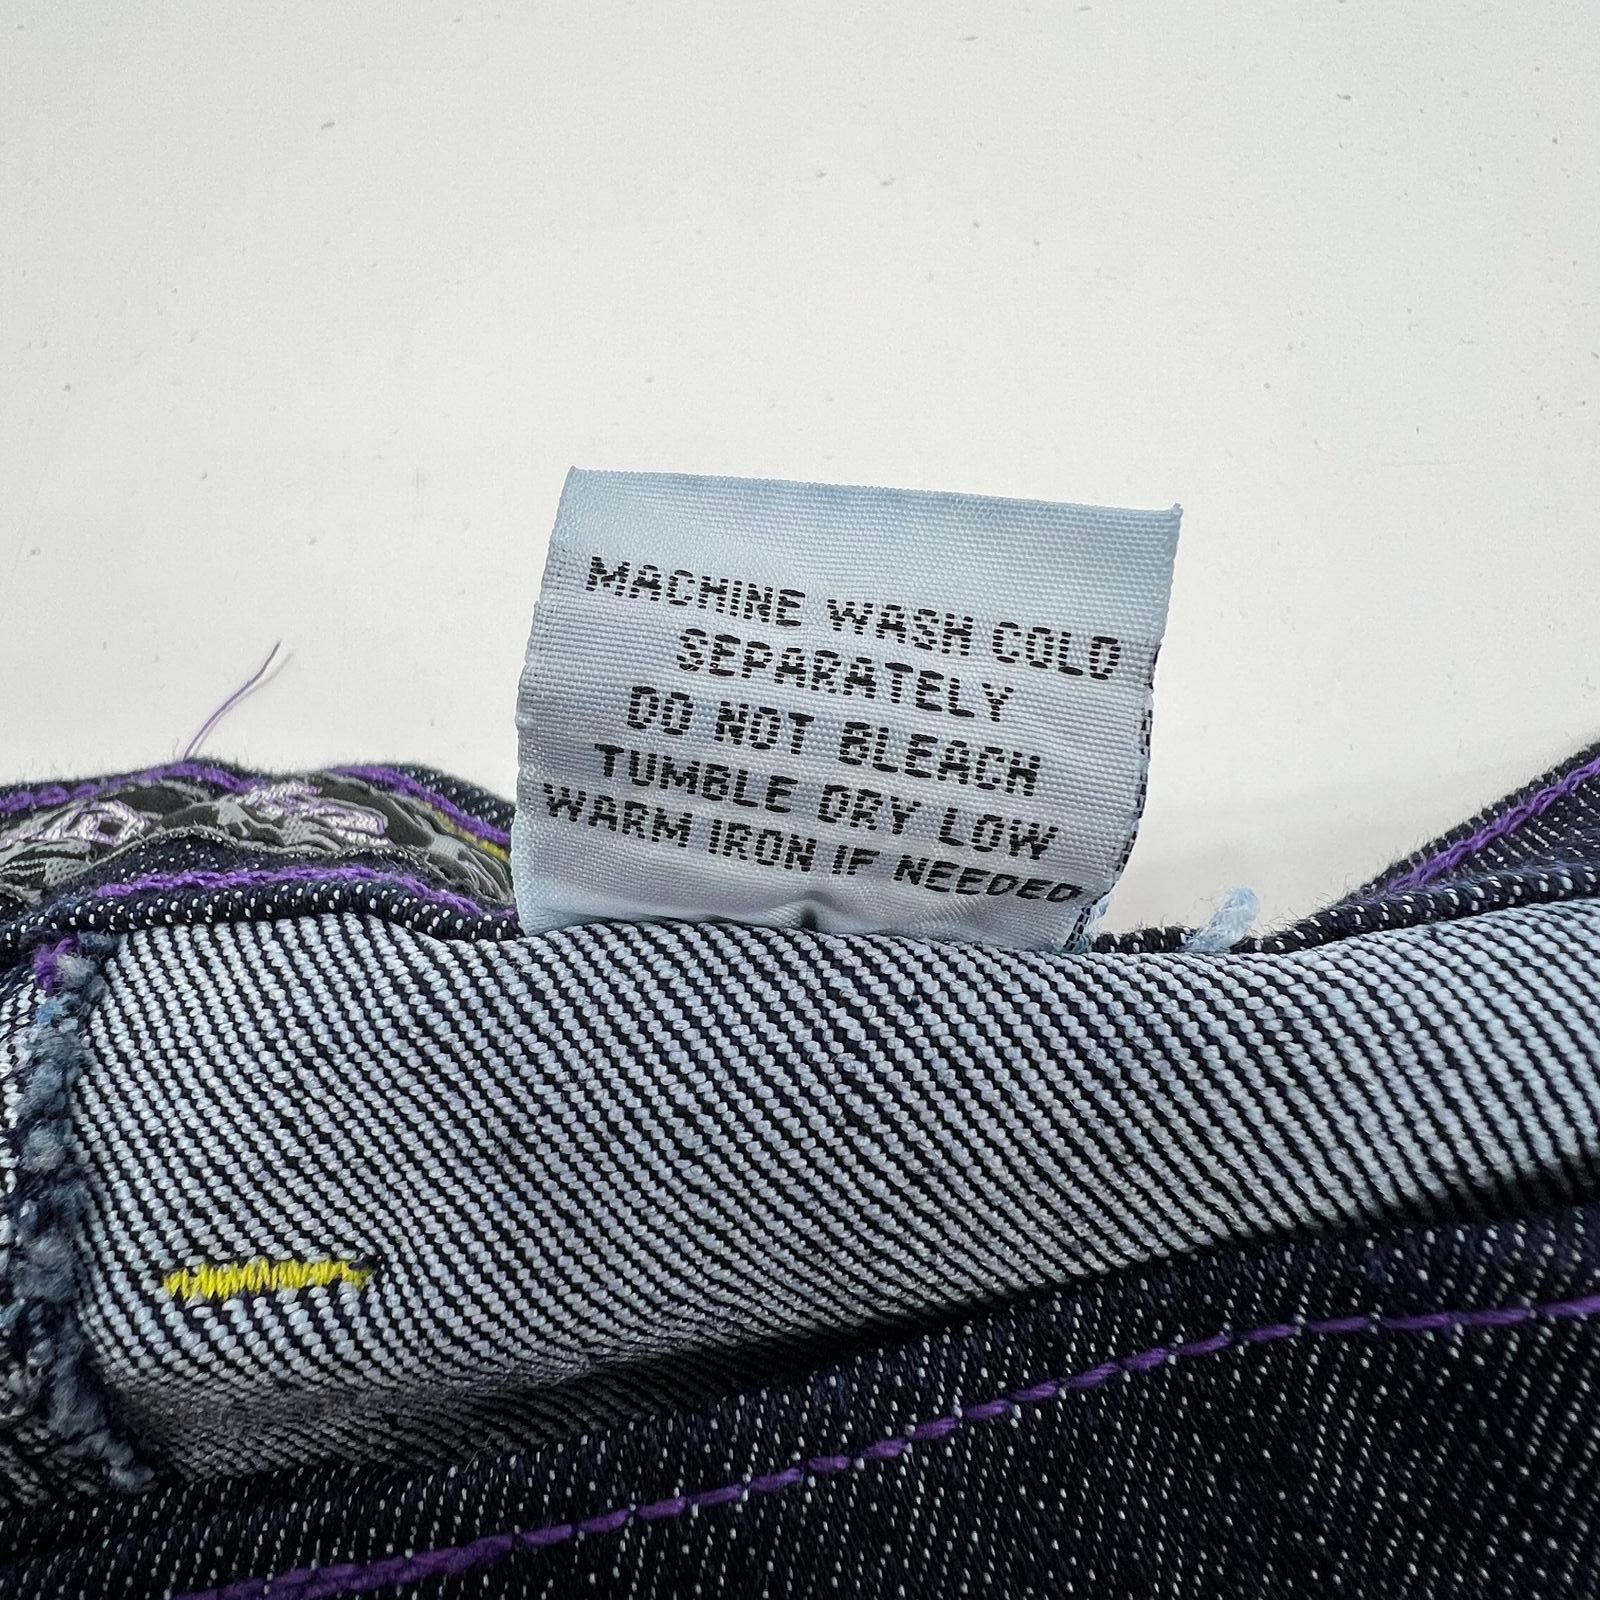 MACHINE WASH COLD
SEPARATELY
DO NOT BLEACH
TUMBLE DRY LOW
WARM IRON IF NEEDED